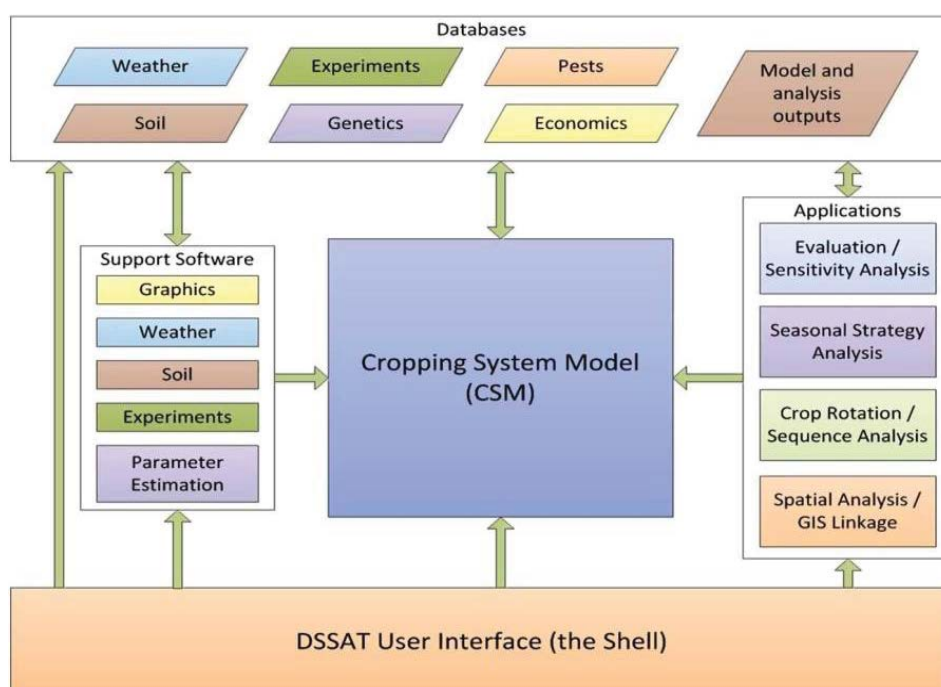 Databases
Weather
Experiments
Pests
Model and
analysis
outputs
Soil
Genetics
Economics
Support Software
Graphics
Weather
Soil
Experiments
Parameter
Estimation
Cropping System Model
(CSM)
Applications
Evaluation /
Sensitivity Analysis
Seasonal Strategy
Analysis
Crop Rotation /
Sequence Analysis
Spatial Analysis /
GIS Linkage
DSSAT User Interface (the Shell)